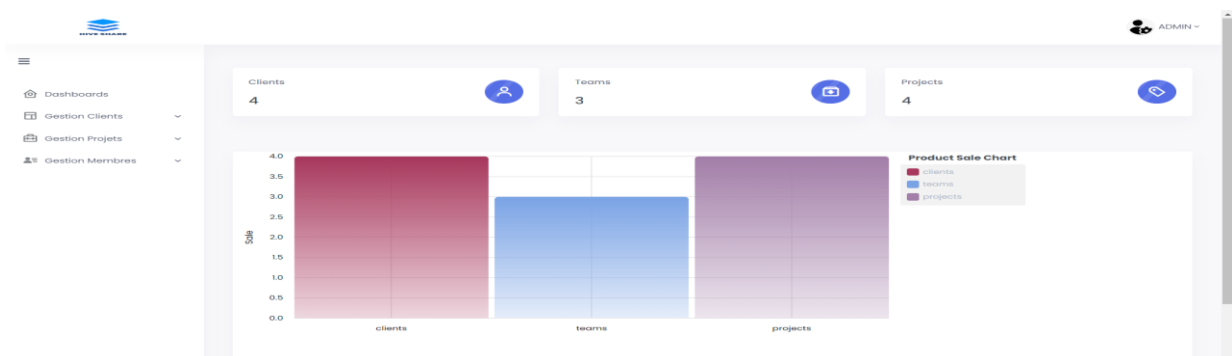 HIVE SHARE
ADMIN
Dashboards
Gestion Clients
Gestion Projets
Gestion Membres
Clients
4
Teams
3
Projects
4
Product Sale Chart
clients
teams
projects
Sale
4.0
3.5
3.0
2.5
2.0
1.5
1.0
0.5
0.0
clients
teams
projects